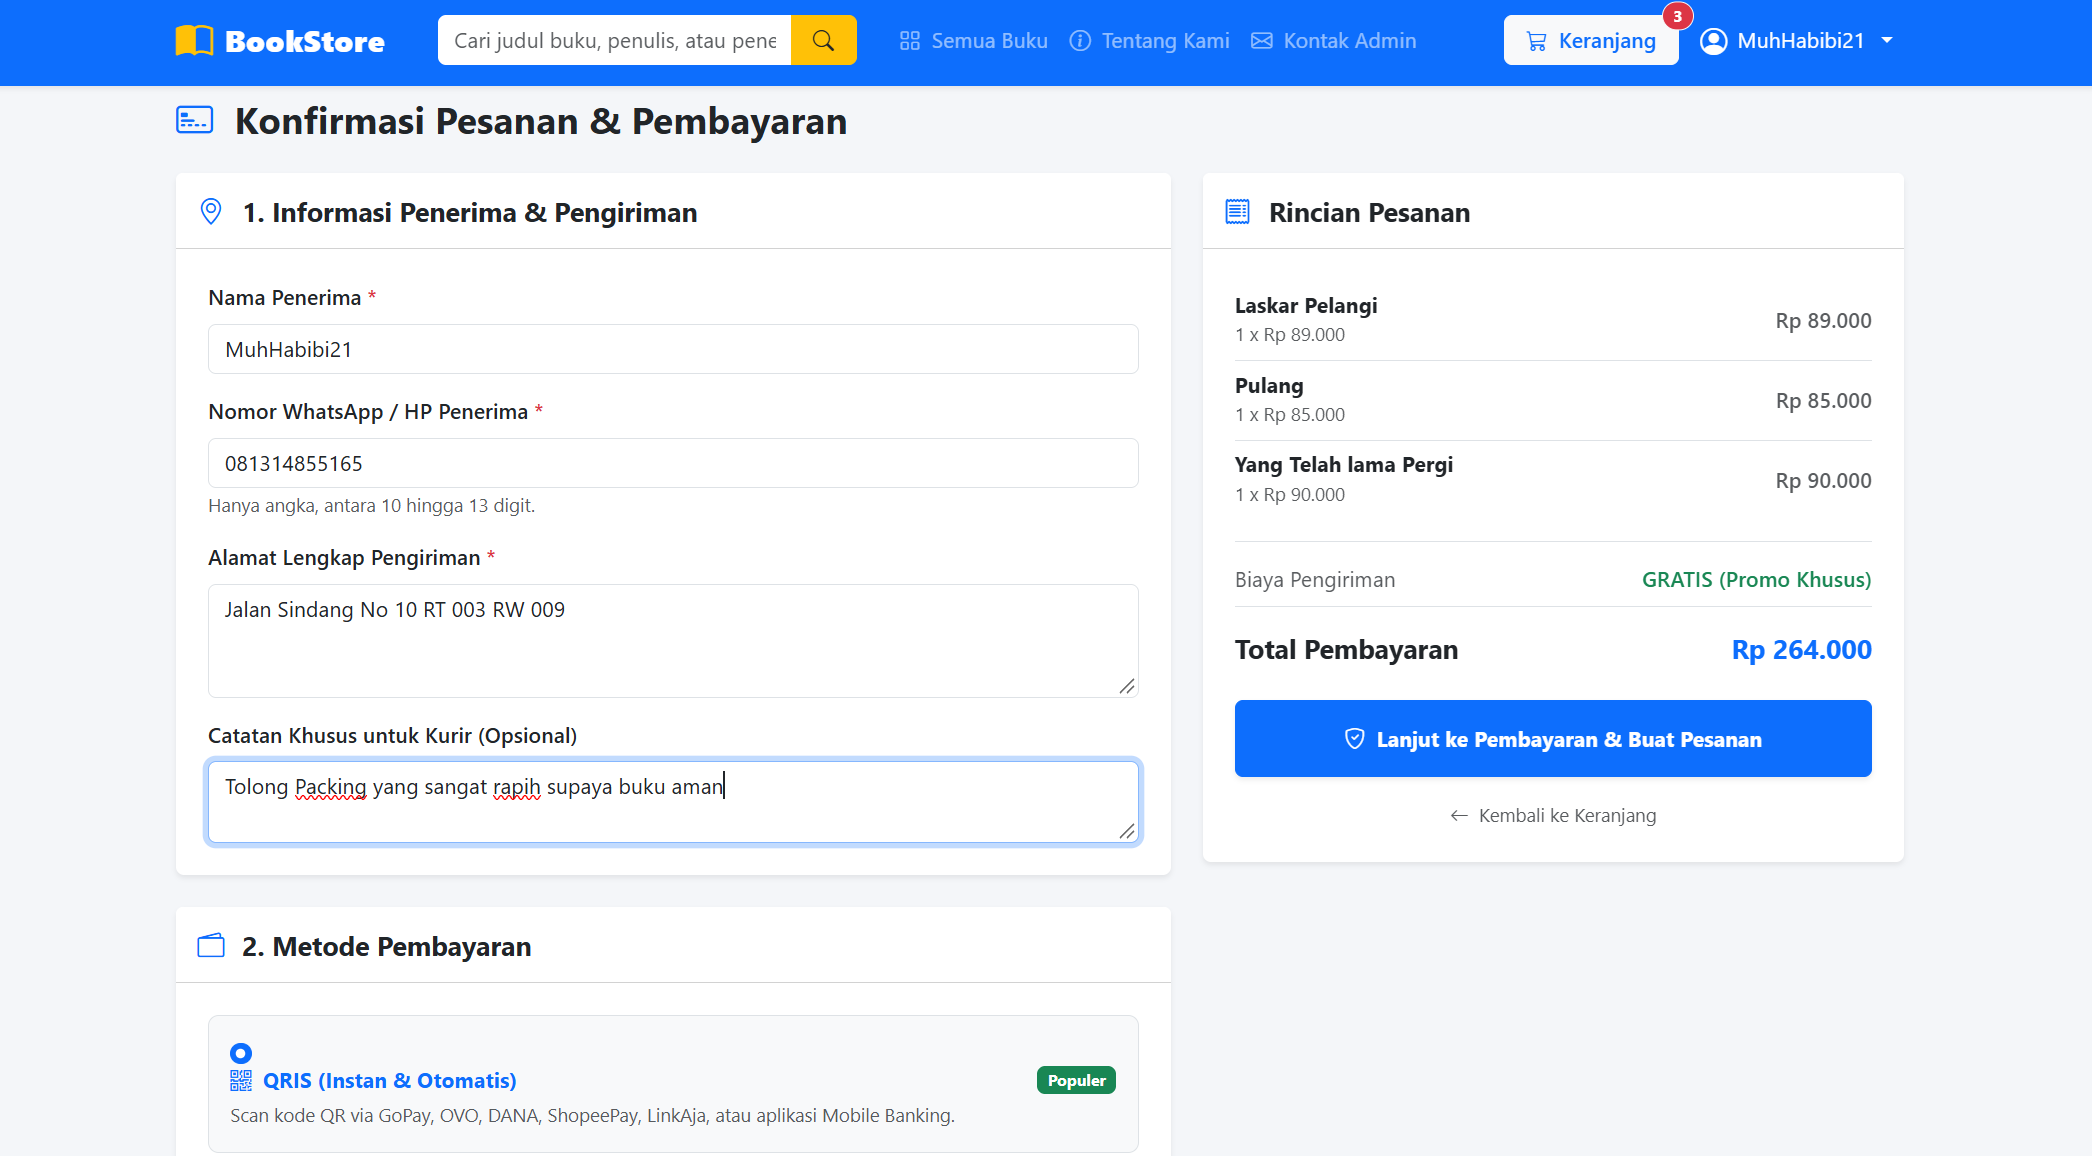 BookStore
Cari judul buku, penulis, atau pene
Semua Buku
Tentang Kami
Kontak Admin
Keranjang
3
MuhHabibi21
Konfirmasi Pesanan & Pembayaran
1. Informasi Penerima & Pengiriman
Nama Penerima *
MuhHabibi21
Nomor WhatsApp / HP Penerima *
081314855165
Hanya angka, antara 10 hingga 13 digit.
Alamat Lengkap Pengiriman *
Jalan Sindang No 10 RT 003 RW 009
Catatan Khusus untuk Kurir (Opsional)
Tolong Packing yang sangat rapih supaya buku aman
2. Metode Pembayaran
QRIS (Instan & Otomatis)
Populer
Scan kode QR via GoPay, OVO, DANA, ShopeePay, LinkAja, atau aplikasi Mobile Banking.
Rincian Pesanan
Laskar Pelangi
1 x Rp 89.000
Rp 89.000
Pulang
1 x Rp 85.000
Rp 85.000
Yang Telah lama Pergi
1 x Rp 90.000
Rp 90.000
Biaya Pengiriman
GRATIS (Promo Khusus)
Total Pembayaran
Rp 264.000
Lanjut ke Pembayaran & Buat Pesanan
← Kembali ke Keranjang